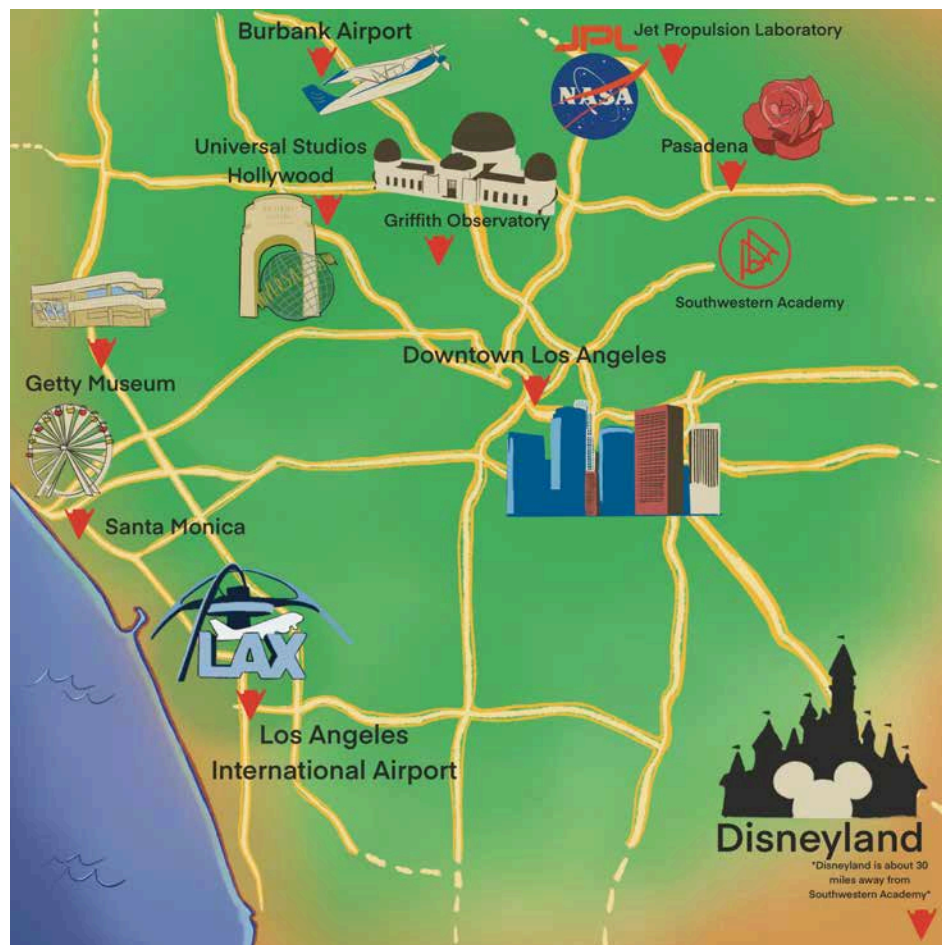 Burbank Airport
JPL
Jet Propulsion Laboratory
NASA
Universal Studios
Hollywood
Pasadena
Griffith Observatory
Southwestern Academy
Getty Museum
Downtown Los Angeles
Santa Monica
LAX
Los Angeles
International Airport
Disneyland
*Disneyland is about 30
miles away from
Southwestern Academy*